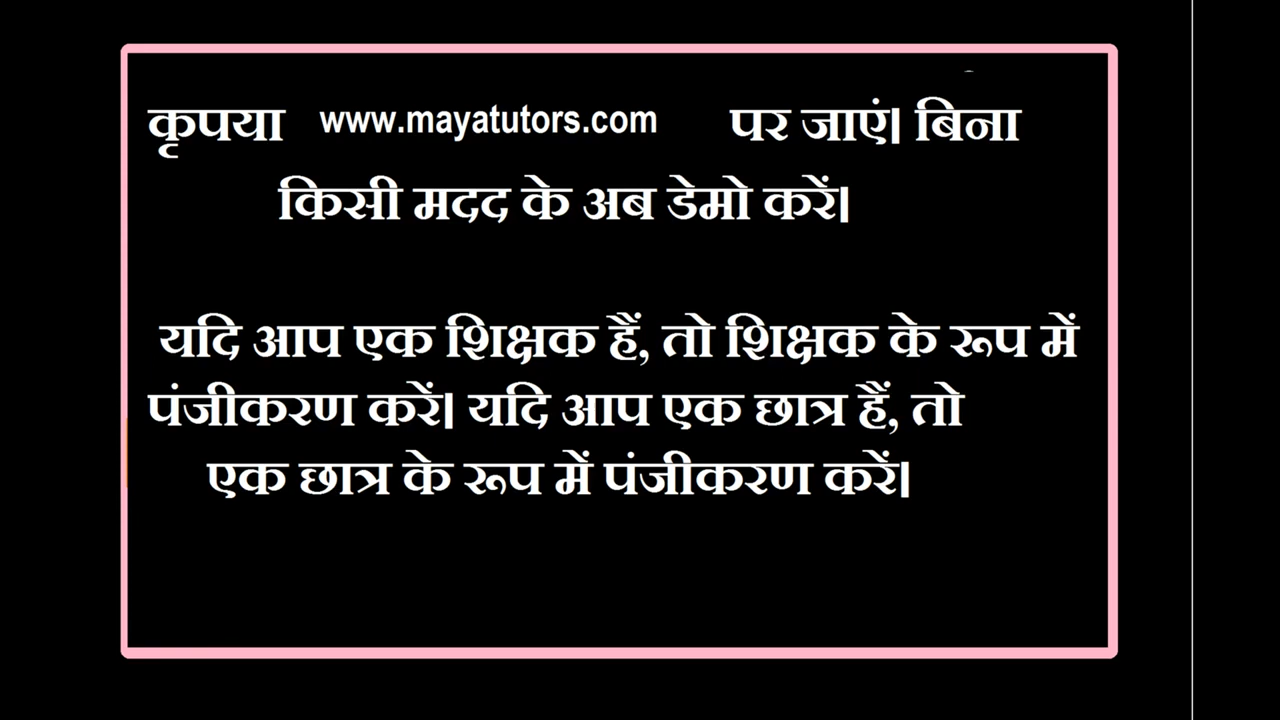 कृपया www.mayatutors.com पर जाएं। बिना
किसी मदद के अब डेमो करें।
यदि आप एक शिक्षक हैं, तो शिक्षक के रूप में
पंजीकरण करें। यदि आप एक छात्र हैं, तो
एक छात्र के रूप में पंजीकरण करें।